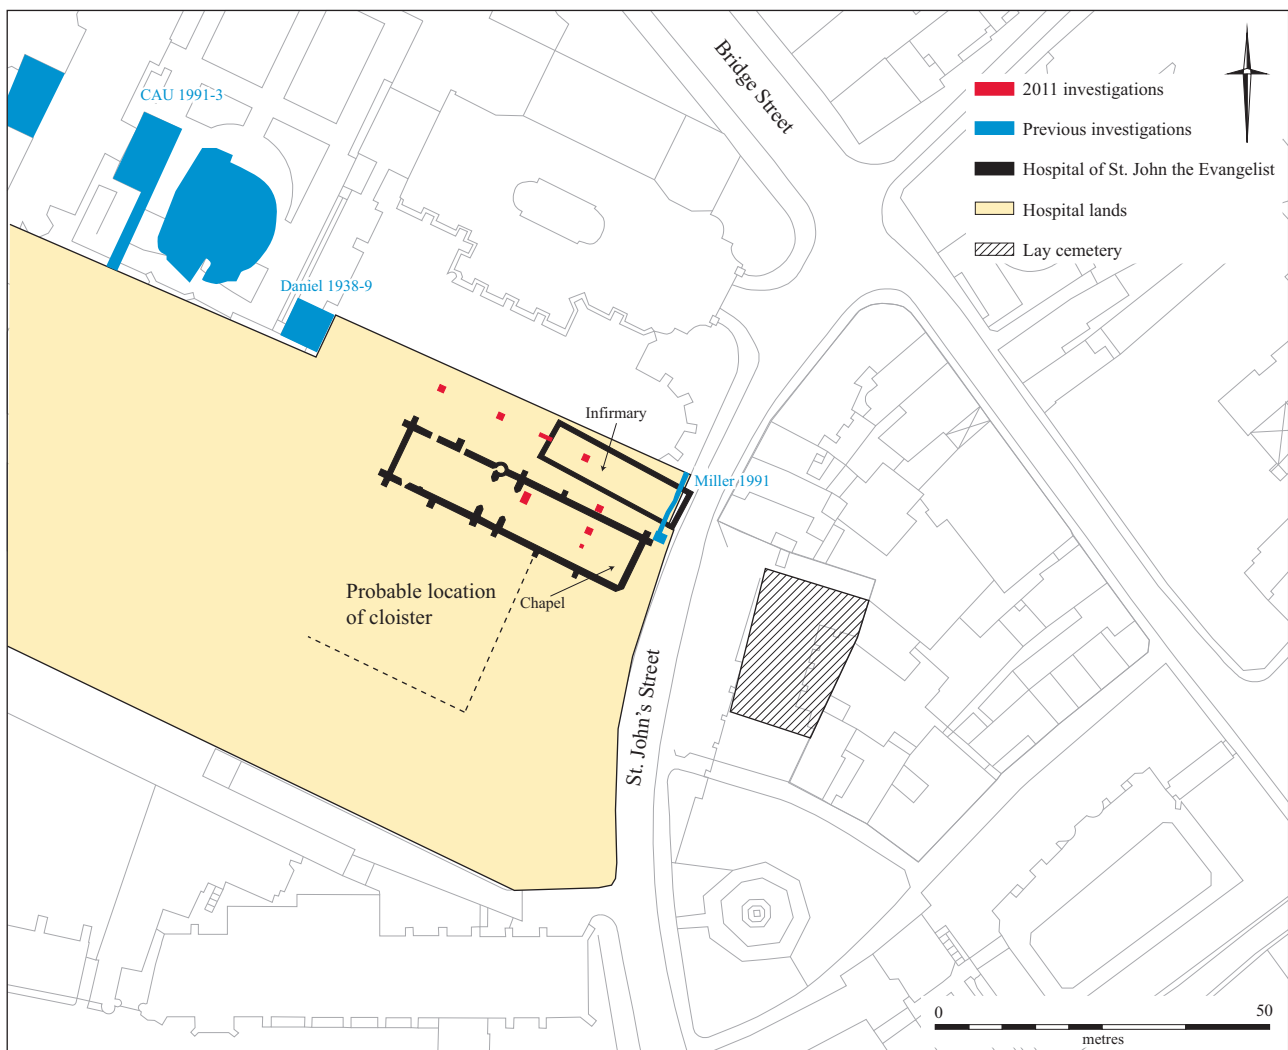 Bridge Street
CAU 1991-3
2011 investigations
Previous investigations
Hospital of St. John the Evangelist
Hospital lands
Lay cemetery
Daniel 1938-9
Infirmary
Miller 1991
Probable location
of cloister
Chapel
St. John's Street
0 50
metres